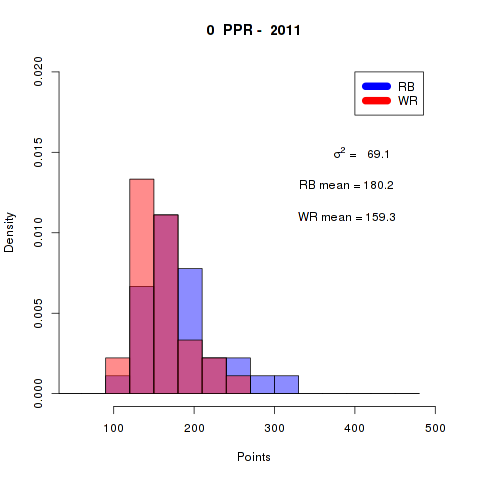 0 PPR - 2011
RB
WR
σ² = 69.1
RB mean = 180.2
WR mean = 159.3
Density
0.020
0.015
0.010
0.005
0.000
100 200 300 400 500
Points